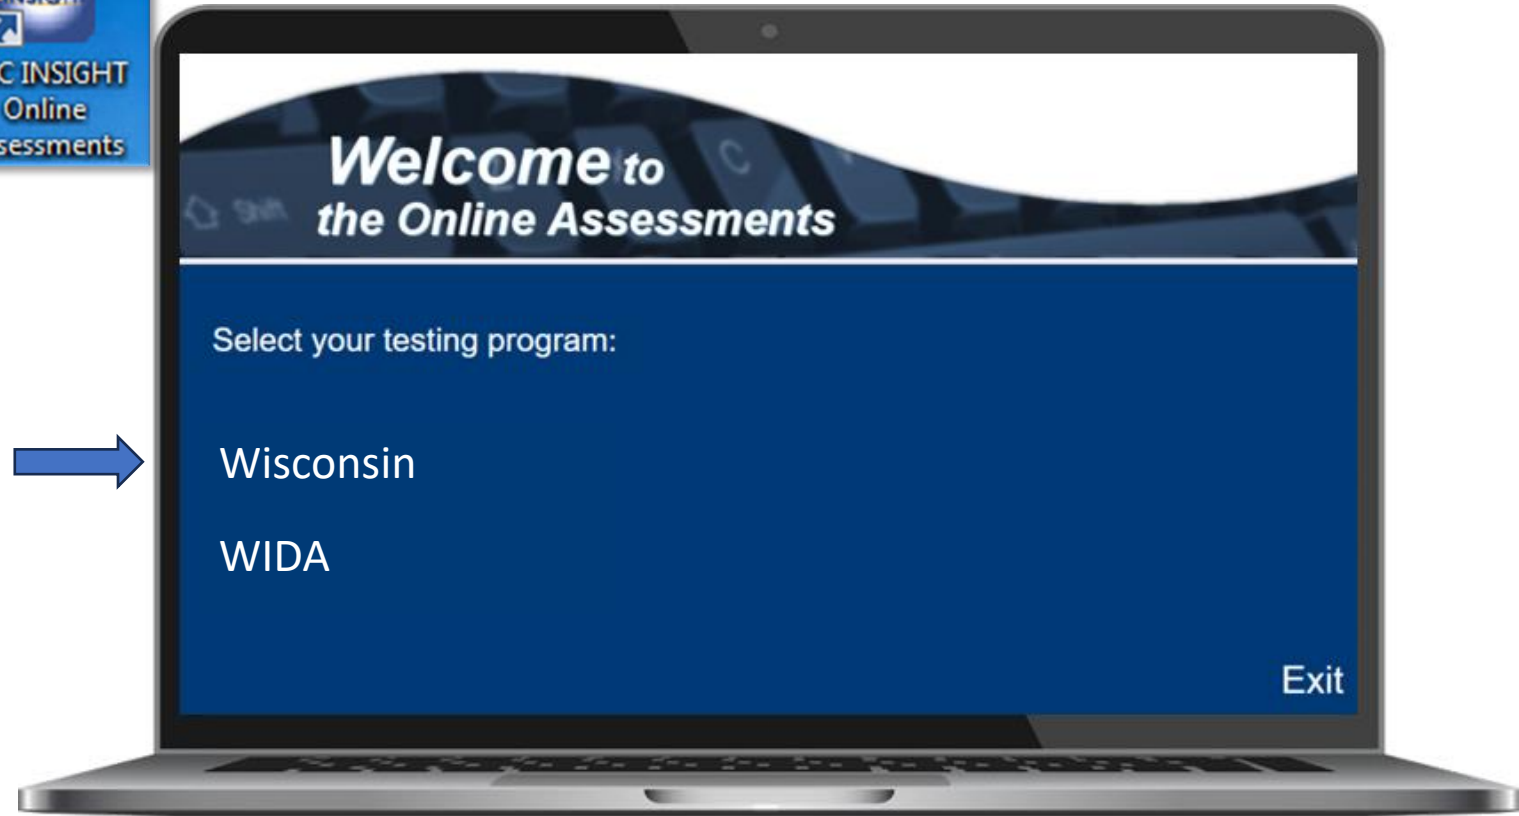 C INSIGHT
Online
sessments
Welcome to
the Online Assessments
Select your testing program:
Wisconsin
WIDA
Exit